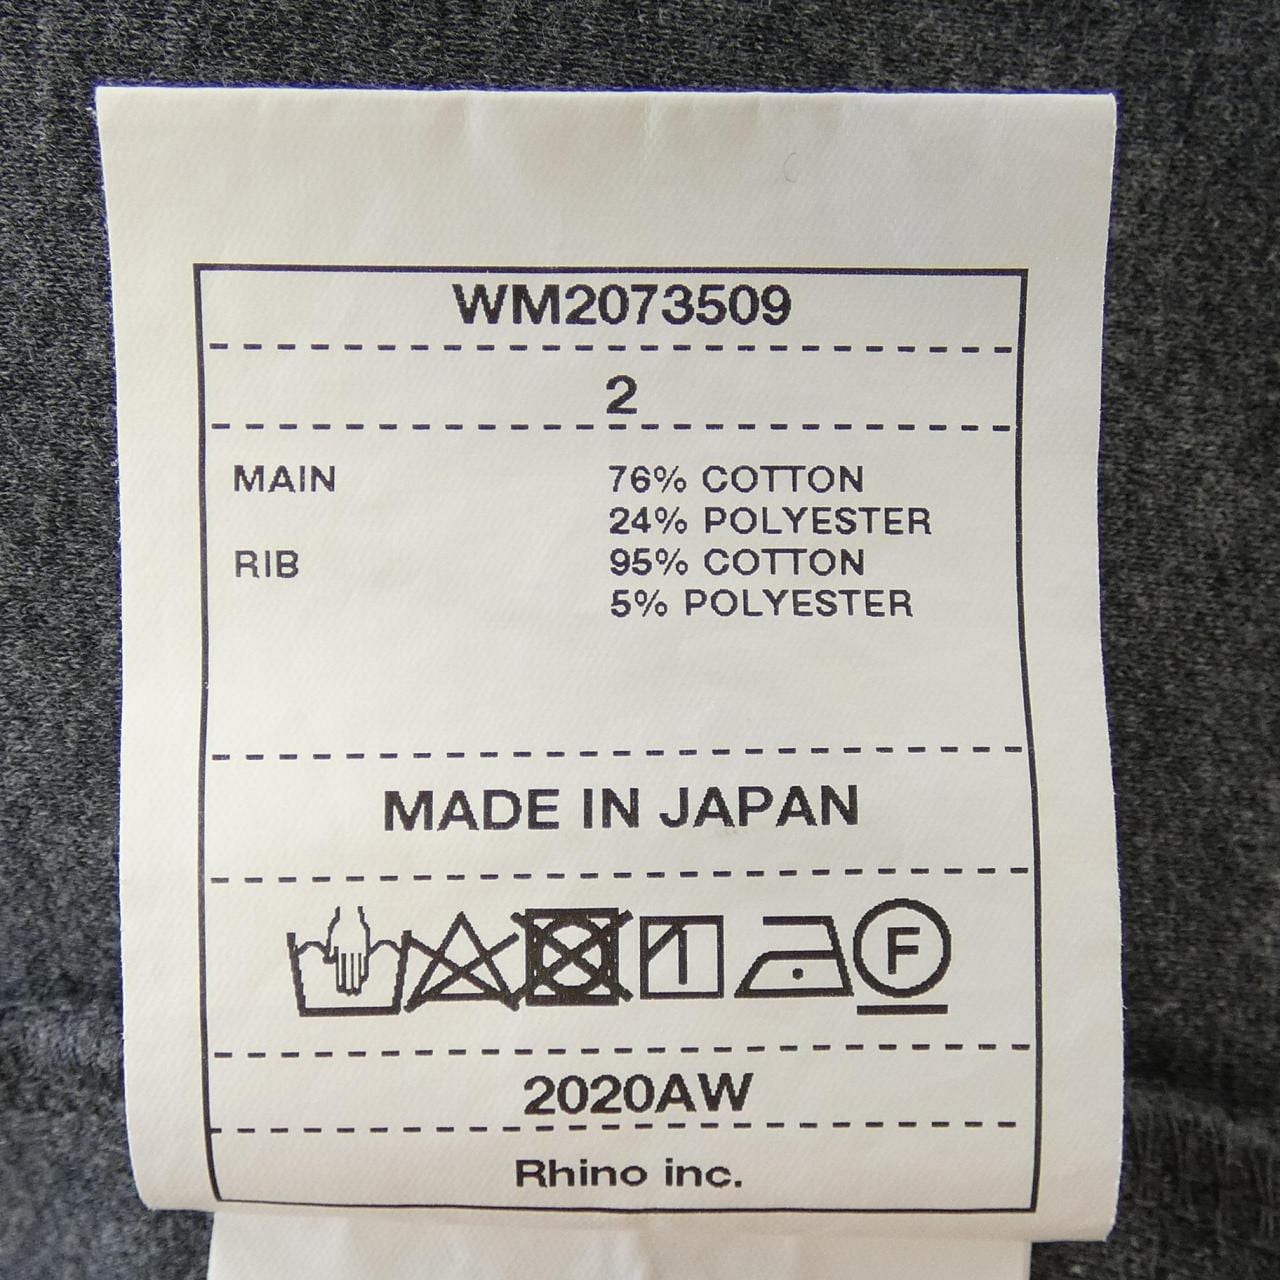 WM2073509
2
MAIN 76% COTTON
24% POLYESTER
RIB 95% COTTON
5% POLYESTER
MADE IN JAPAN
F
2020AW
Rhino inc.